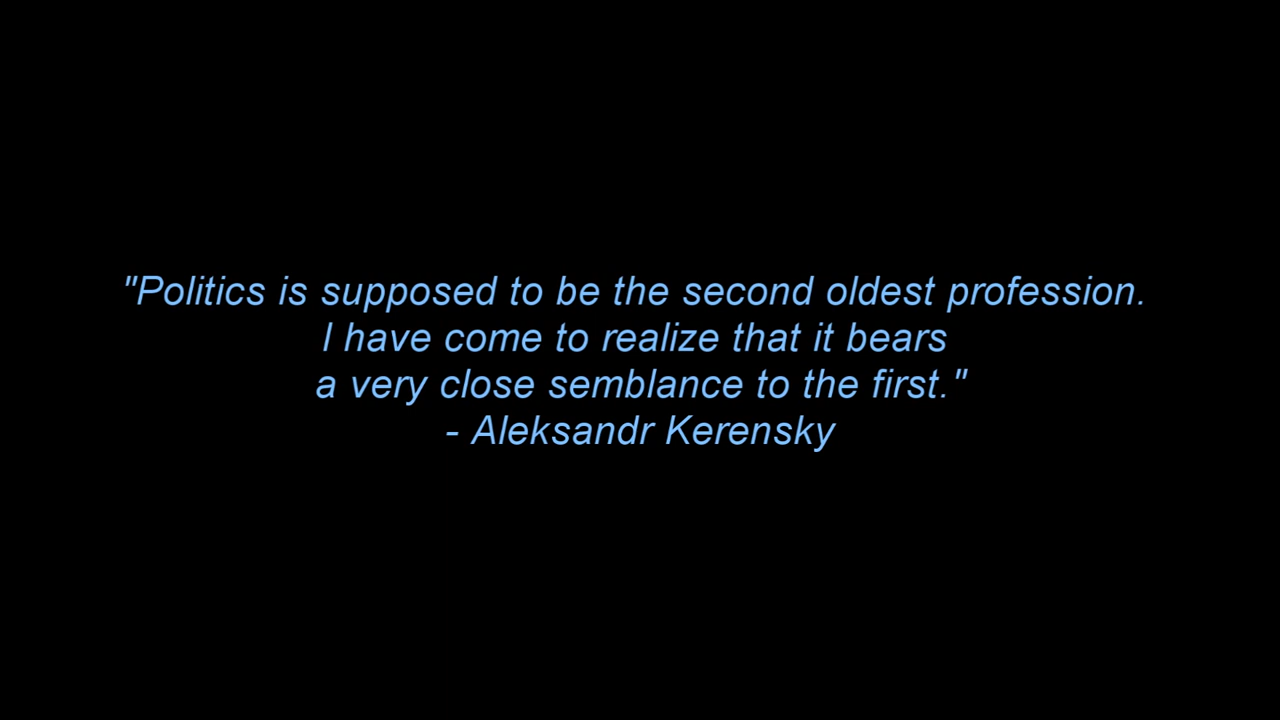 "Politics is supposed to be the second oldest profession.
I have come to realize that it bears
a very close semblance to the first."
- Aleksandr Kerensky